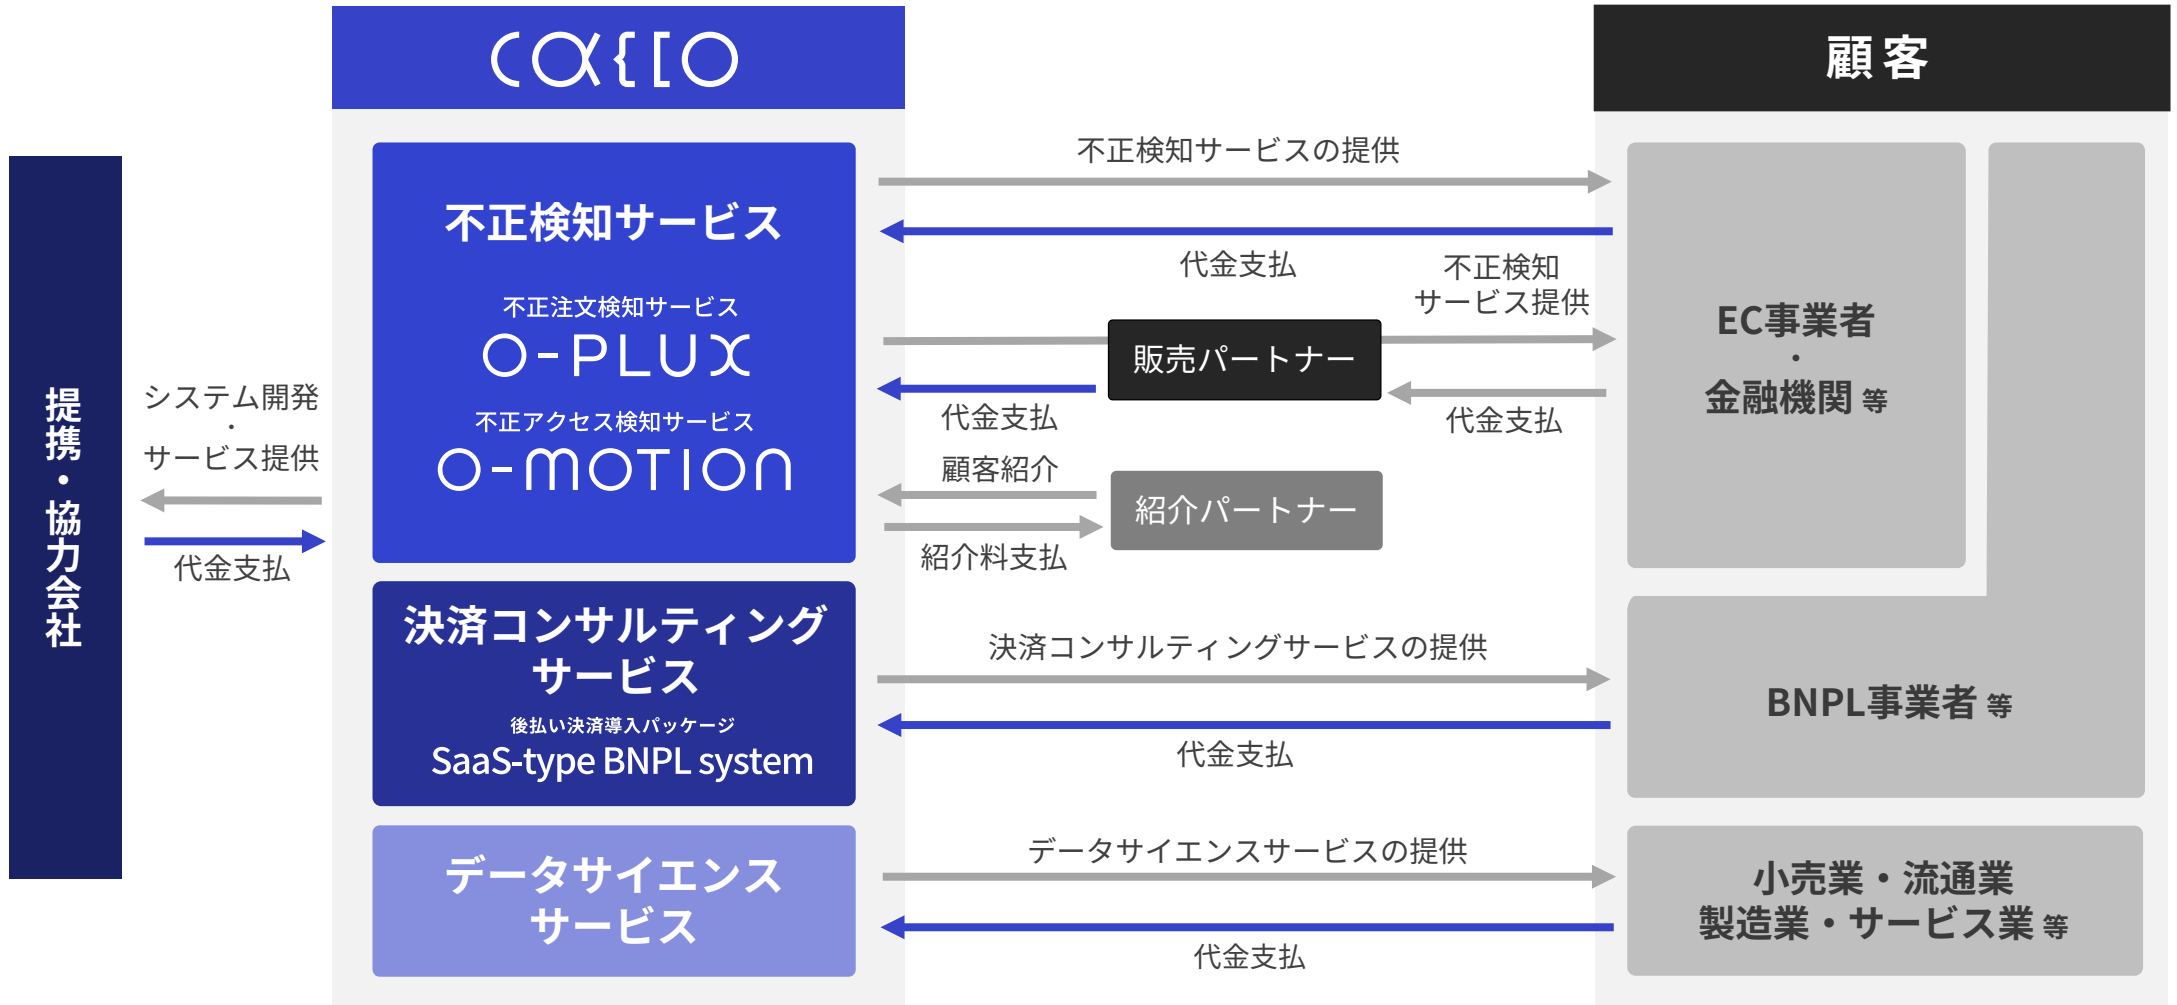 cacco
顧客
提携・協力会社
システム開発
・
サービス提供
代金支払
不正検知サービス
不正注文検知サービス
O-PLUX
不正アクセス検知サービス
O-MOTION
決済コンサルティング
サービス
後払い決済導入パッケージ
SaaS-type BNPL system
データサイエンス
サービス
不正検知サービスの提供
代金支払
不正検知
サービス提供
販売パートナー
代金支払
代金支払
顧客紹介
紹介パートナー
紹介料支払
決済コンサルティングサービスの提供
代金支払
データサイエンスサービスの提供
代金支払
EC事業者
・
金融機関 等
BNPL事業者 等
小売業・流通業
製造業・サービス業 等